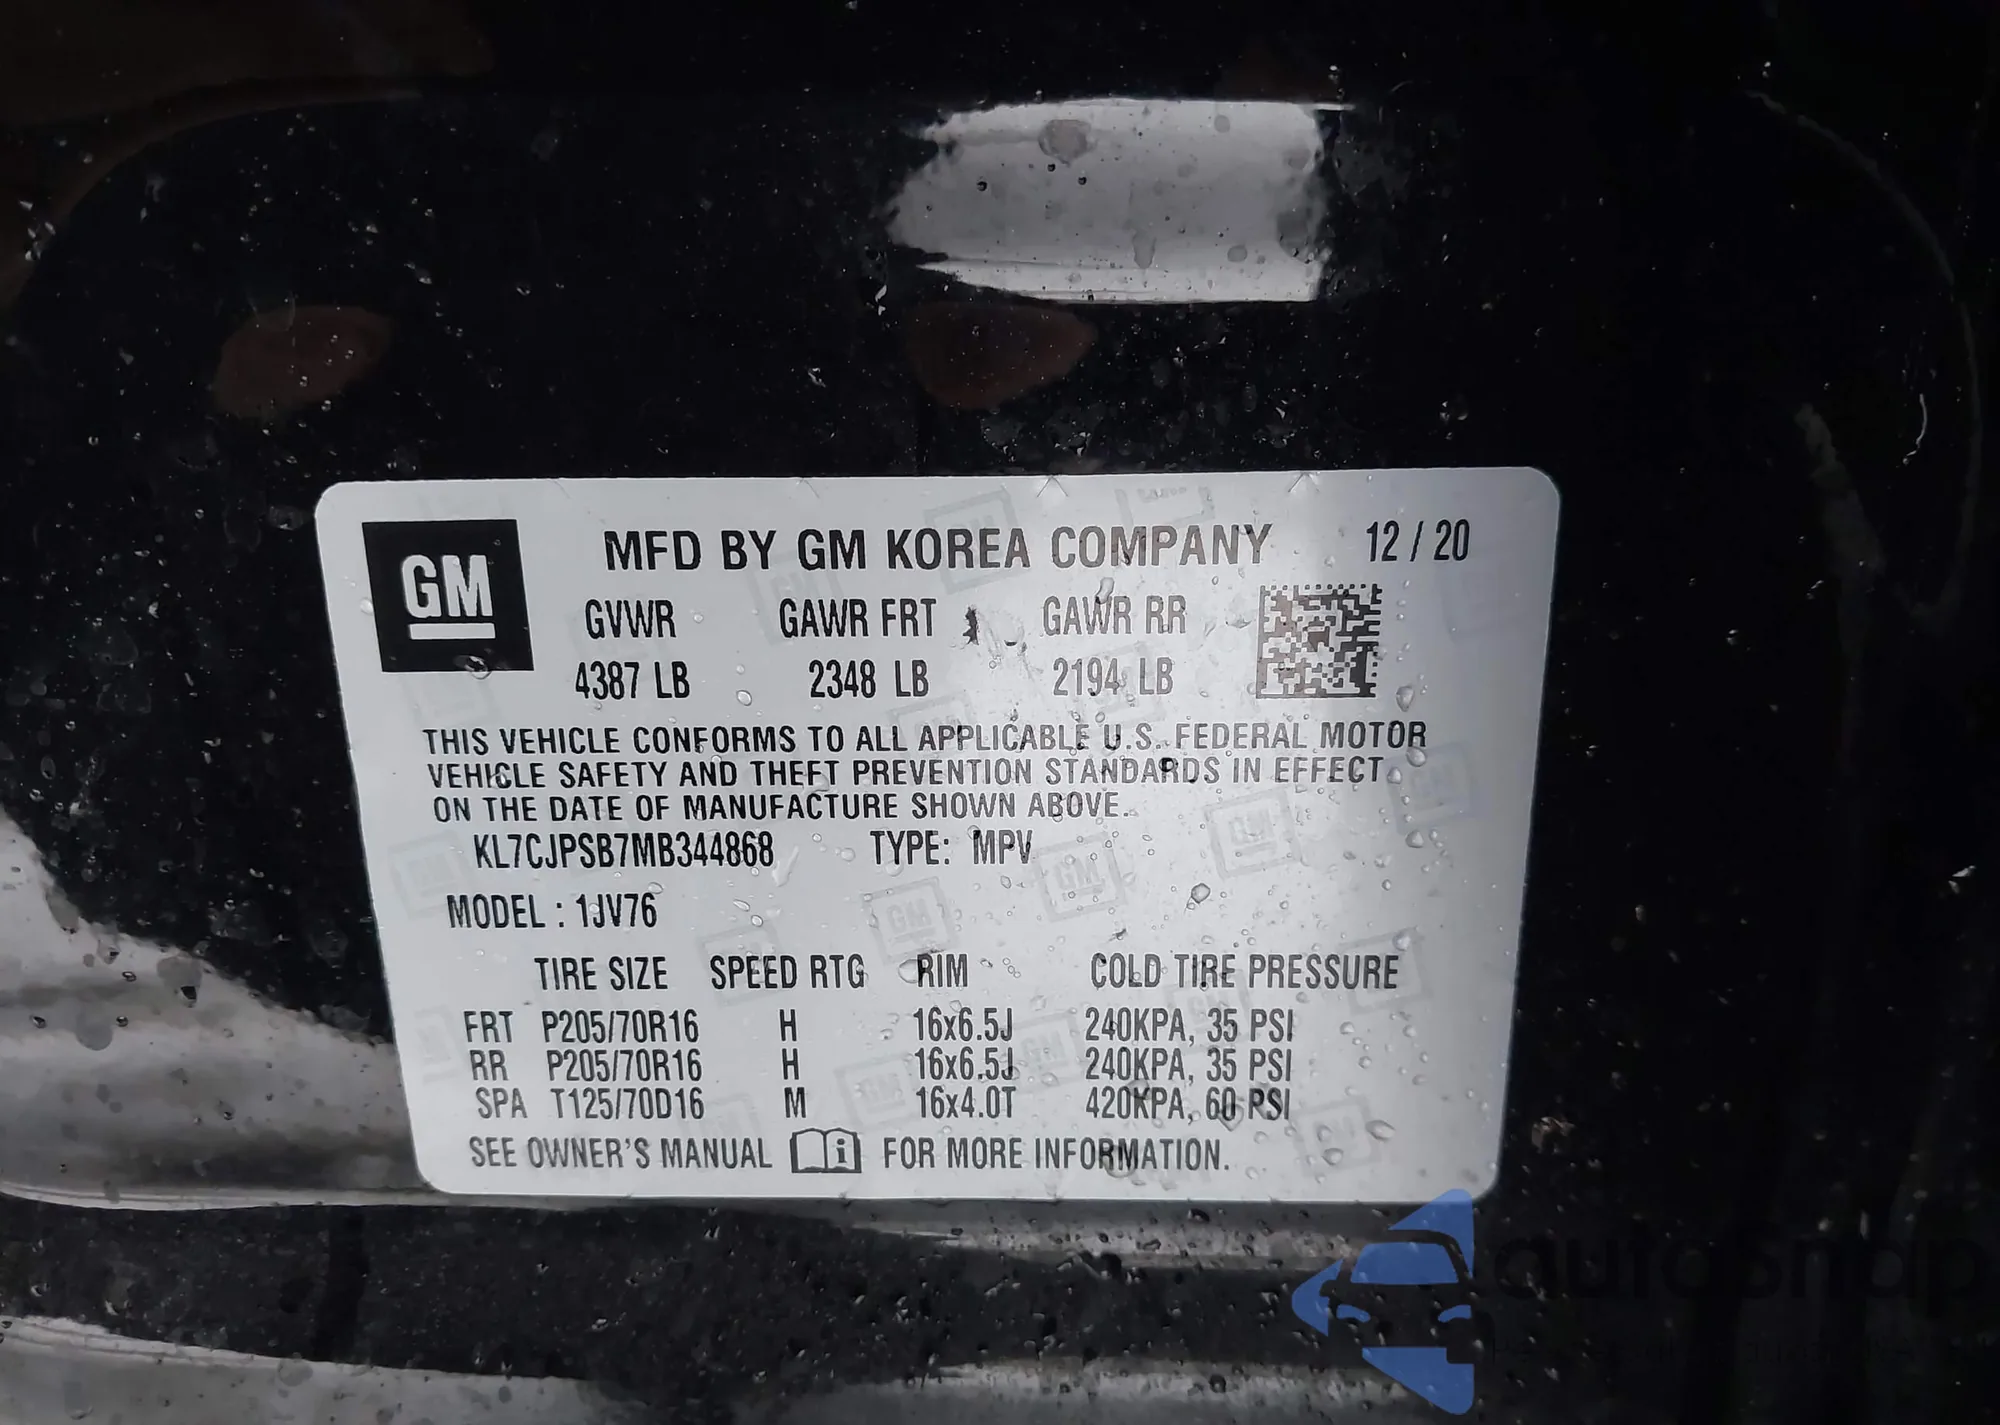 GM
MFD BY GM KOREA COMPANY 12 / 20
GVWR GAWR FRT GAWR RR
4387 LB 2348 LB 2194 LB
THIS VEHICLE CONFORMS TO ALL APPLICABLE U.S. FEDERAL MOTOR
VEHICLE SAFETY AND THEFT PREVENTION STANDARDS IN EFFECT
ON THE DATE OF MANUFACTURE SHOWN ABOVE.
KL7CJPSB7MB344868 TYPE: MPV
MODEL : 1JV76
TIRE SIZE SPEED RTG RIM COLD TIRE PRESSURE
FRT P205/70R16 H 16x6.5J 240KPA, 35 PSI
RR P205/70R16 H 16x6.5J 240KPA, 35 PSI
SPA T125/70D16 M 16x4.0T 420KPA, 60 PSI
SEE OWNER'S MANUAL FOR MORE INFORMATION.
autosnap